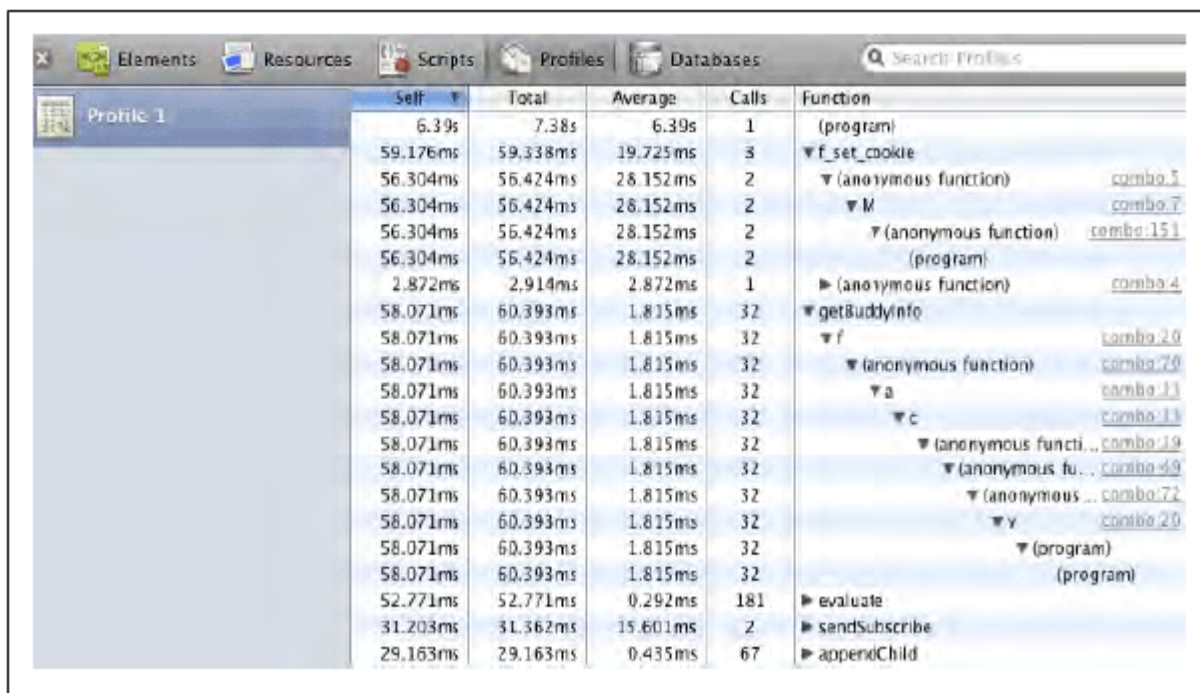 Elements Resources Scripts Profiles Databases Search Profiles
Profile 1
Self Total Average Calls Function
6.39s 7.38s 6.39s 1 (program)
59.176ms 59.338ms 19.725ms 3 f_set_cookie
56.304ms 56.424ms 28.152ms 2 (anonymous function) combo:5
56.304ms 56.424ms 28.152ms 2 M combo:7
56.304ms 56.424ms 28.152ms 2 (anonymous function) combo:151
56.304ms 56.424ms 28.152ms 2 (program)
2.872ms 2.914ms 2.872ms 1 (anonymous function) combo:4
58.071ms 60.393ms 1.815ms 32 getBuddyInfo
58.071ms 60.393ms 1.815ms 32 f combo:20
58.071ms 60.393ms 1.815ms 32 (anonymous function) combo:70
58.071ms 60.393ms 1.815ms 32 a combo:11
58.071ms 60.393ms 1.815ms 32 c combo:13
58.071ms 60.393ms 1.815ms 32 (anonymous functi... combo:19
58.071ms 60.393ms 1.815ms 32 (anonymous fu... combo:49
58.071ms 60.393ms 1.815ms 32 (anonymous ... combo:72
58.071ms 60.393ms 1.815ms 32 v combo:20
58.071ms 60.393ms 1.815ms 32 (program)
58.071ms 60.393ms 1.815ms 32 (program)
52.771ms 52.771ms 0.292ms 181 evaluate
31.203ms 31.362ms 15.601ms 2 sendSubscribe
29.163ms 29.163ms 0.435ms 67 appendChild